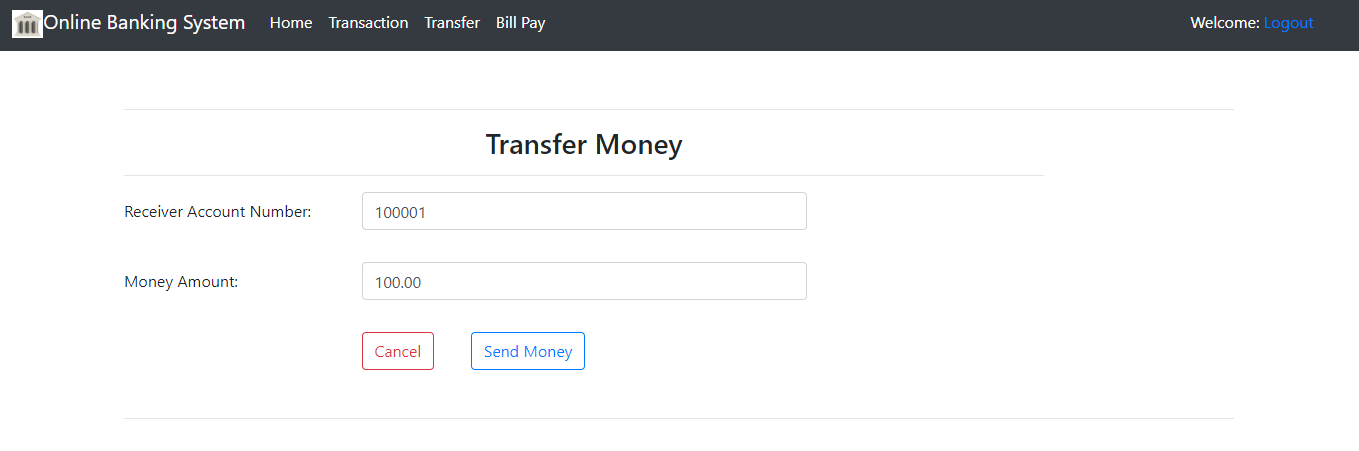 Online Banking System Home Transaction Transfer Bill Pay Welcome: Logout
Transfer Money
Receiver Account Number: 100001
Money Amount: 100.00
Cancel Send Money